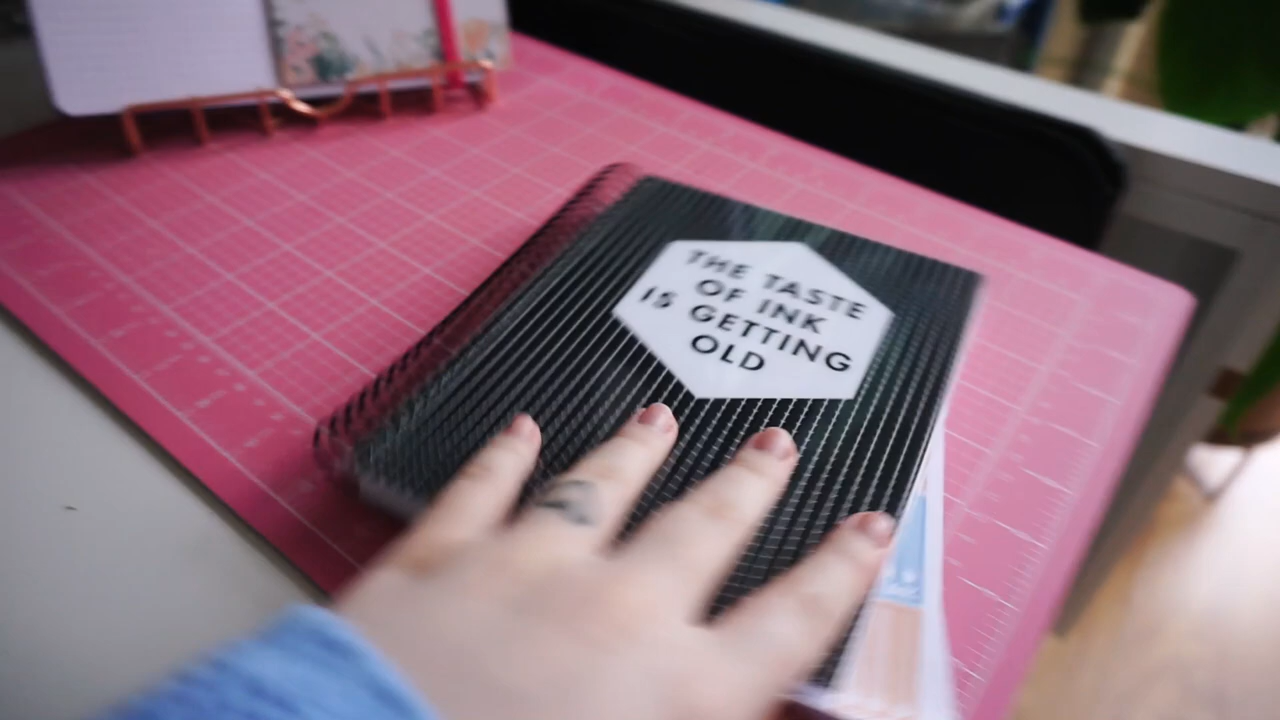 THE TASTE
OF INK
IS GETTING
OLD